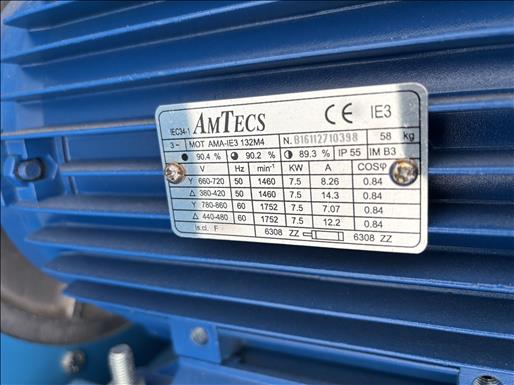 IEC34-1 AMTECS CE IE3
3~ MOT AMA-IE3 132M4 N. B16112710398 58 kg
● 90.4 % ◕ 90.2 % ◑ 89.3 % IP 55 IM B3
V Hz min⁻¹ KW A COSφ
Y 660-720 50 1460 7.5 8.26 0.84
Δ 380-420 50 1460 7.5 14.3 0.84
Y 780-860 60 1752 7.5 7.07 0.84
Δ 440-480 60 1752 7.5 12.2 0.84
Is.cl. F 6308 ZZ 6308 ZZ